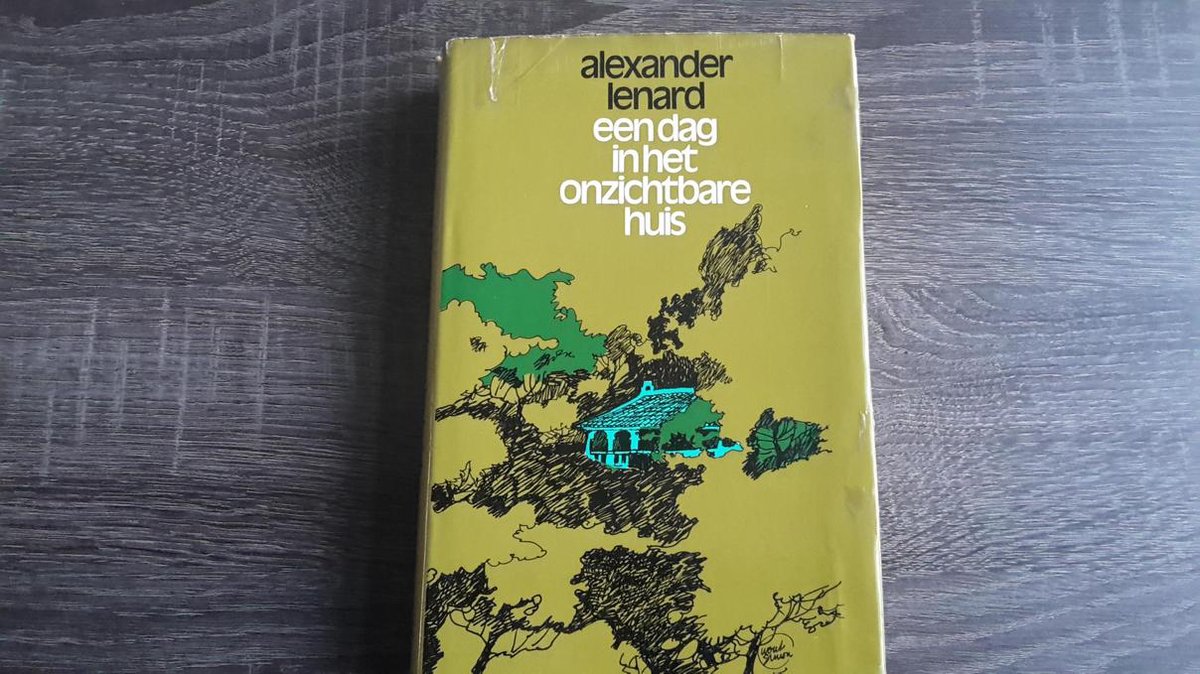 alexander
lenard
een dag
in het
onzichtbare
huis